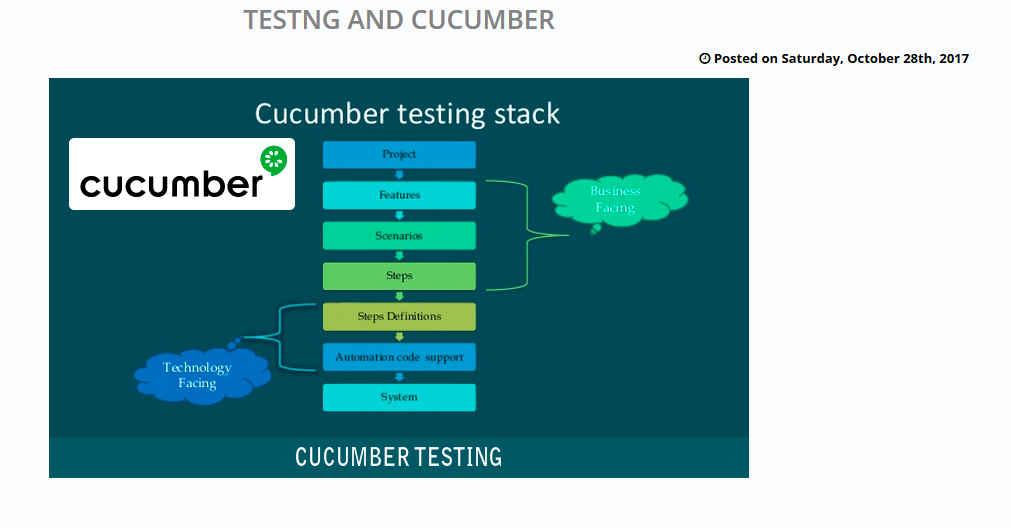 TESTNG AND CUCUMBER
Posted on Saturday, October 28th, 2017
Cucumber testing stack
cucumber
Project
Features
Business
Facing
Scenarios
Steps
Steps Definitions
Automation code support
Technology
Facing
System
CUCUMBER TESTING